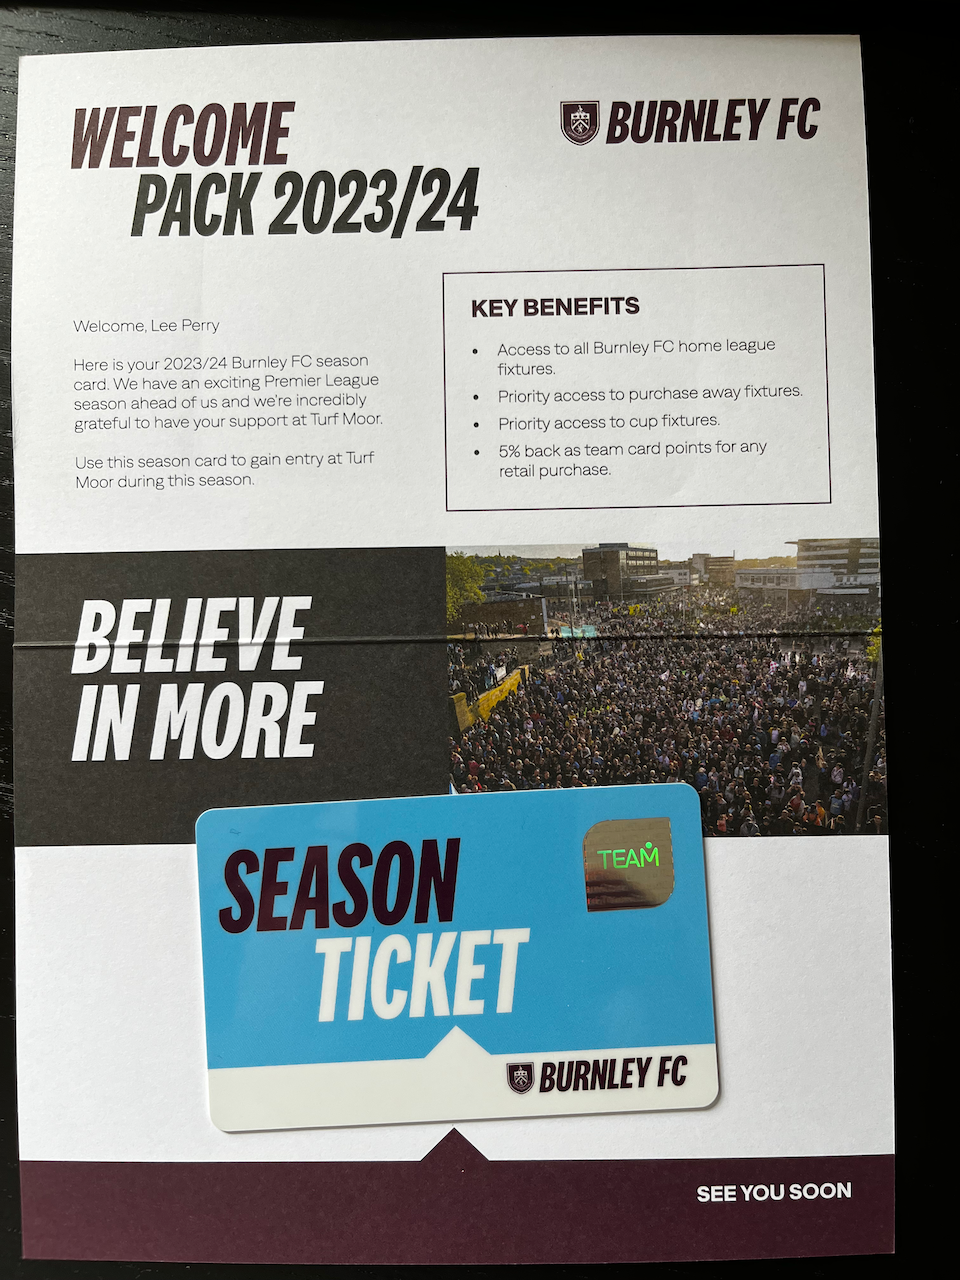 WELCOME
PACK 2023/24
BURNLEY FC
Welcome, Lee Perry
Here is your 2023/24 Burnley FC season
card. We have an exciting Premier League
season ahead of us and we're incredibly
grateful to have your support at Turf Moor.
Use this season card to gain entry at Turf
Moor during this season.
KEY BENEFITS
• Access to all Burnley FC home league
fixtures.
• Priority access to purchase away fixtures.
• Priority access to cup fixtures.
• 5% back as team card points for any
retail purchase.
BELIEVE
IN MORE
SEASON
TICKET
TEAM
BURNLEY FC
SEE YOU SOON